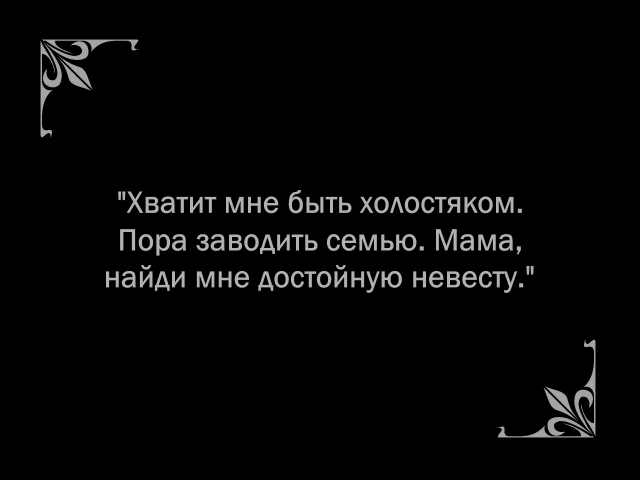 "Хватит мне быть холостяком.
Пора заводить семью. Мама,
найди мне достойную невесту."